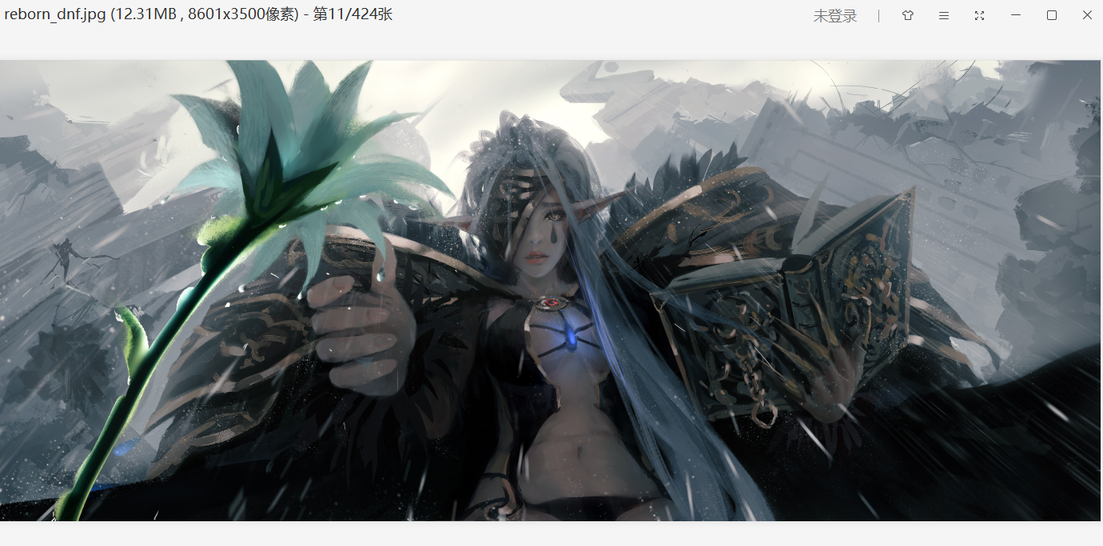 reborn_dnf.jpg (12.31MB , 8601x3500像素) - 第11/424张
未登录